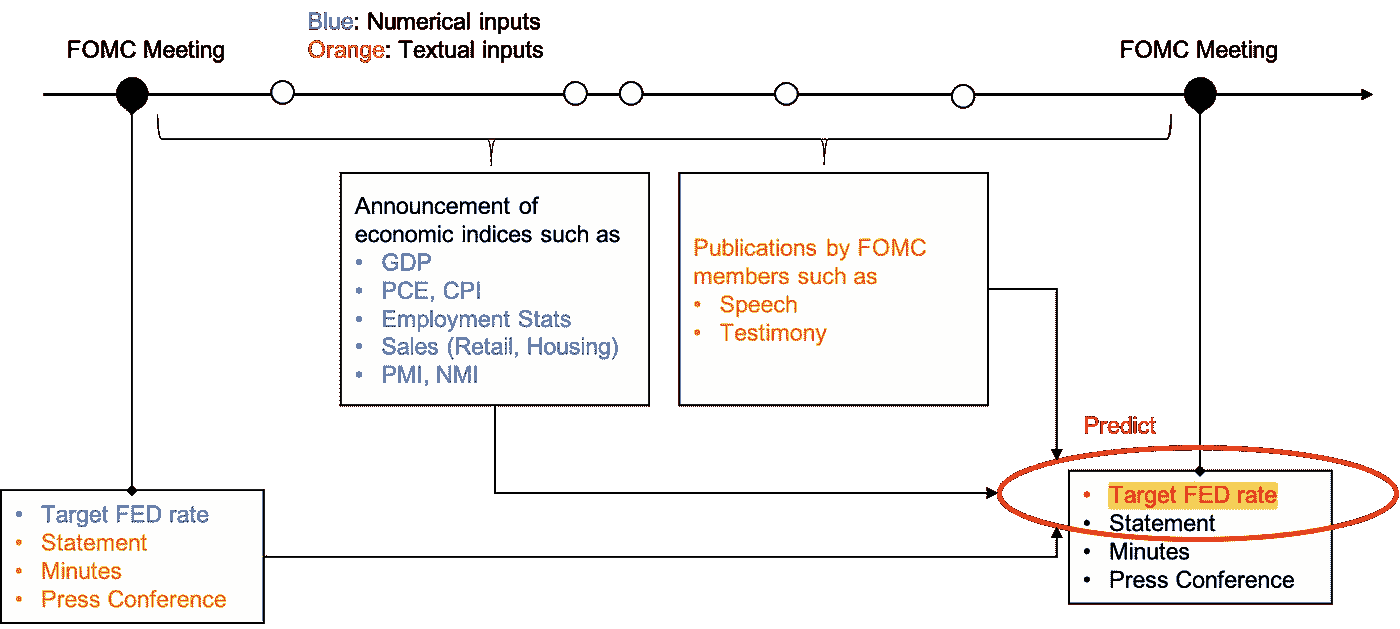 Blue: Numerical inputs
Orange: Textual inputs
FOMC Meeting
FOMC Meeting
Announcement of
economic indices such as
• GDP
• PCE, CPI
• Employment Stats
• Sales (Retail, Housing)
• PMI, NMI
Publications by FOMC
members such as
• Speech
• Testimony
Predict
• Target FED rate
• Statement
• Minutes
• Press Conference
• Target FED rate
• Statement
• Minutes
• Press Conference